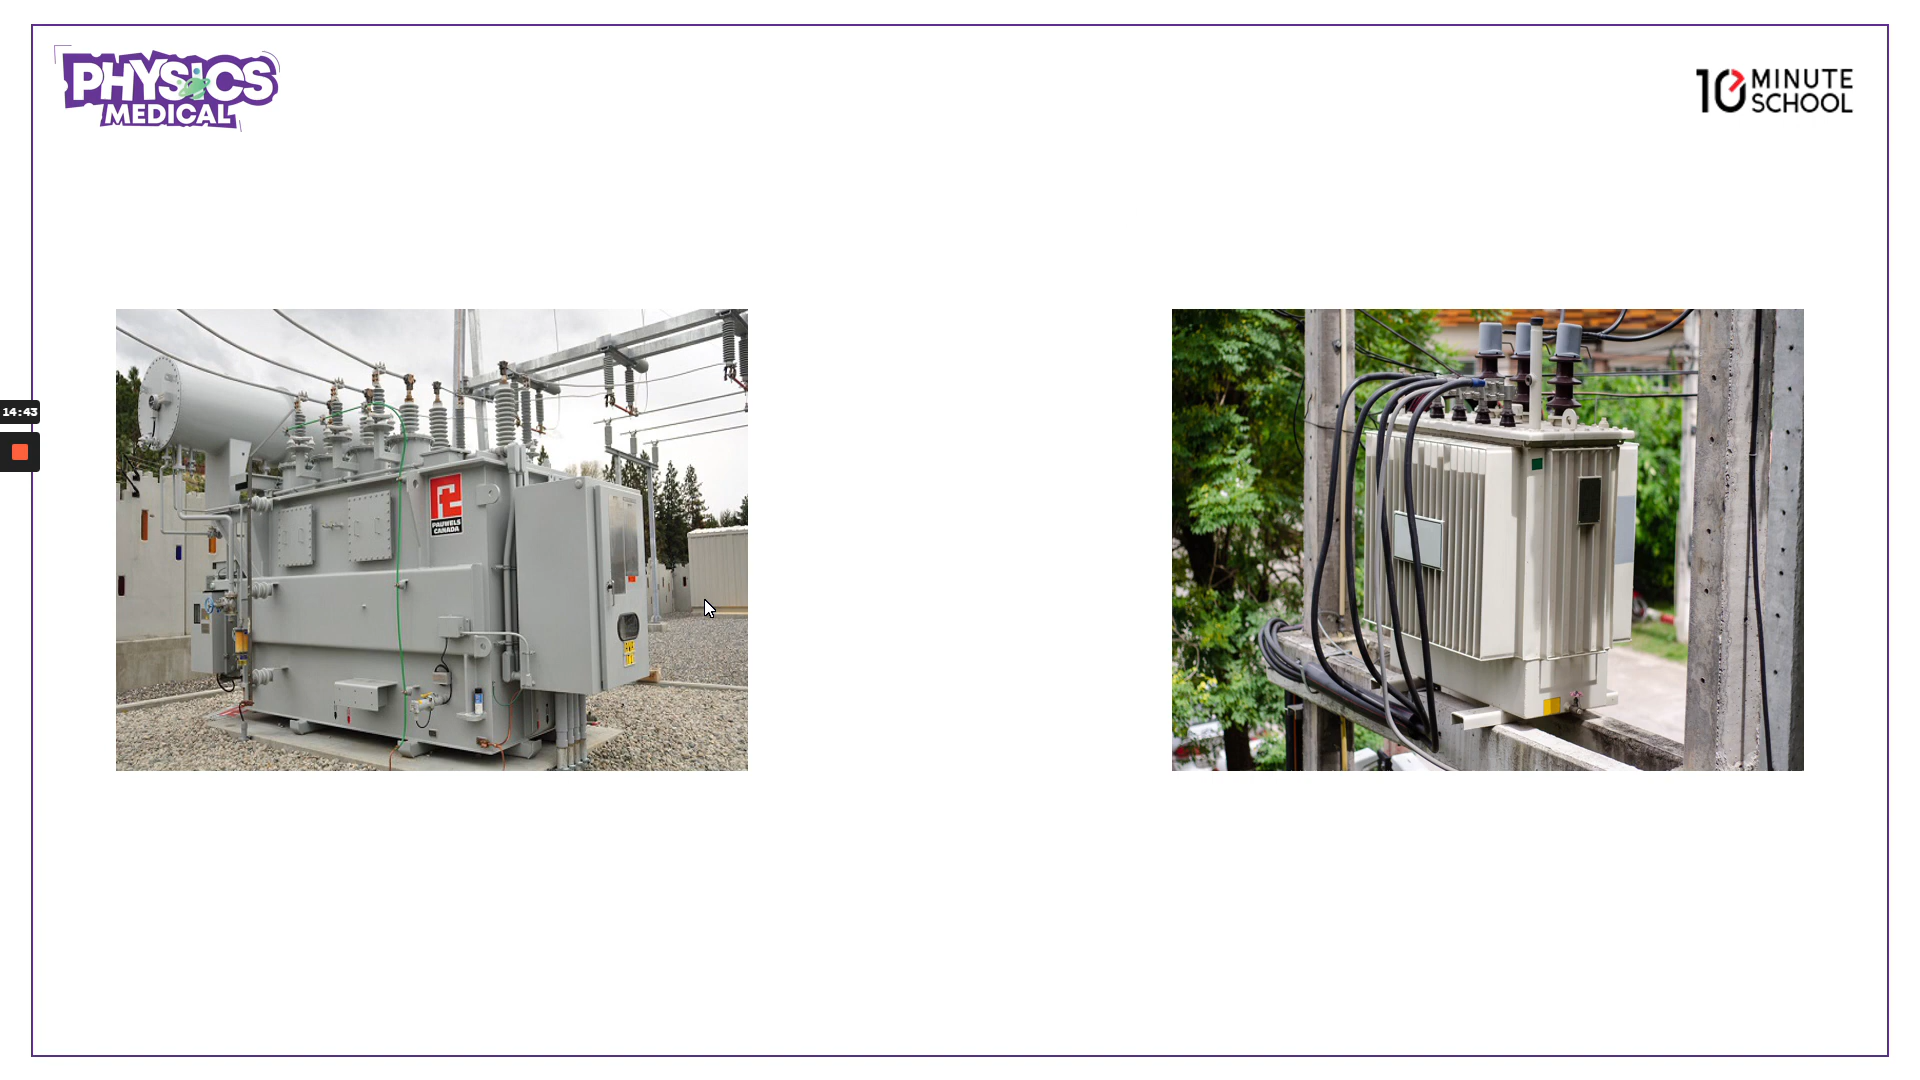 PHYSICS
MEDICAL
10 MINUTE
SCHOOL
14:43
PAUWELS
CANADA